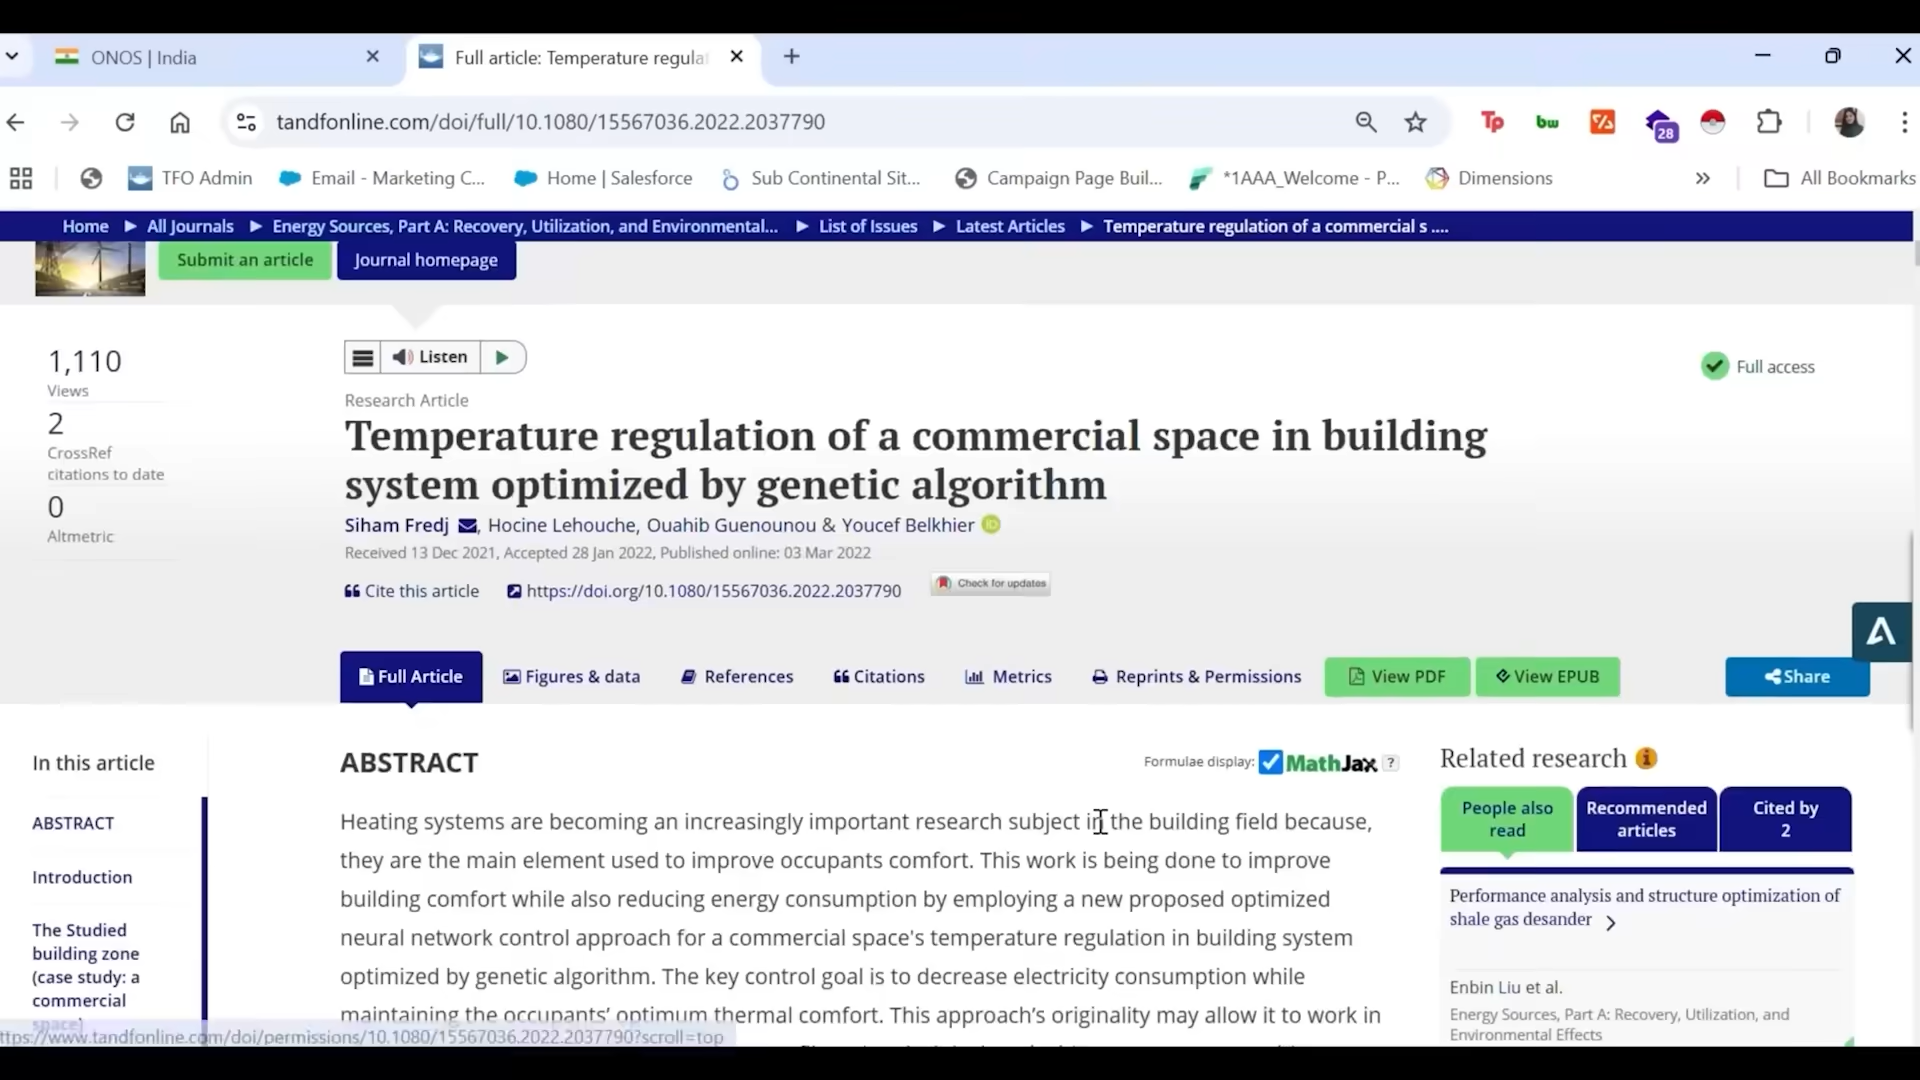 ONOS | India
Full article: Temperature regula
tandfonline.com/doi/full/10.1080/15567036.2022.2037790
Tp
bw
28
TFO Admin
Email - Marketing C...
Home | Salesforce
Sub Continental Sit...
Campaign Page Buil...
*1AAA_Welcome - P...
Dimensions
All Bookmarks
Home ▶ All Journals ▶ Energy Sources, Part A: Recovery, Utilization, and Environmental... ▶ List of Issues ▶ Latest Articles ▶ Temperature regulation of a commercial s ....
Submit an article
Journal homepage
1,110
Views
2
CrossRef
citations to date
0
Altmetric
Listen
Full access
Research Article
Temperature regulation of a commercial space in building
system optimized by genetic algorithm
Siham Fredj, Hocine Lehouche, Ouahib Guenounou & Youcef Belkhier iD
Received 13 Dec 2021, Accepted 28 Jan 2022, Published online: 03 Mar 2022
Cite this article
https://doi.org/10.1080/15567036.2022.2037790
Check for updates
Full Article
Figures & data
References
Citations
Metrics
Reprints & Permissions
View PDF
View EPUB
Share
In this article
ABSTRACT
Introduction
The Studied
building zone
(case study: a
commercial
space)
ABSTRACT
Formulae display: MathJax ?
Heating systems are becoming an increasingly important research subject in the building field because,
they are the main element used to improve occupants comfort. This work is being done to improve
building comfort while also reducing energy consumption by employing a new proposed optimized
neural network control approach for a commercial space's temperature regulation in building system
optimized by genetic algorithm. The key control goal is to decrease electricity consumption while
maintaining the occupants' optimum thermal comfort. This approach's originality may allow it to work in
Related research
People also
read
Recommended
articles
Cited by
2
Performance analysis and structure optimization of
shale gas desander
Enbin Liu et al.
Energy Sources, Part A: Recovery, Utilization, and
Environmental Effects
ttps://www.tandfonline.com/doi/permissions/10.1080/15567036.2022.2037790?scroll=top